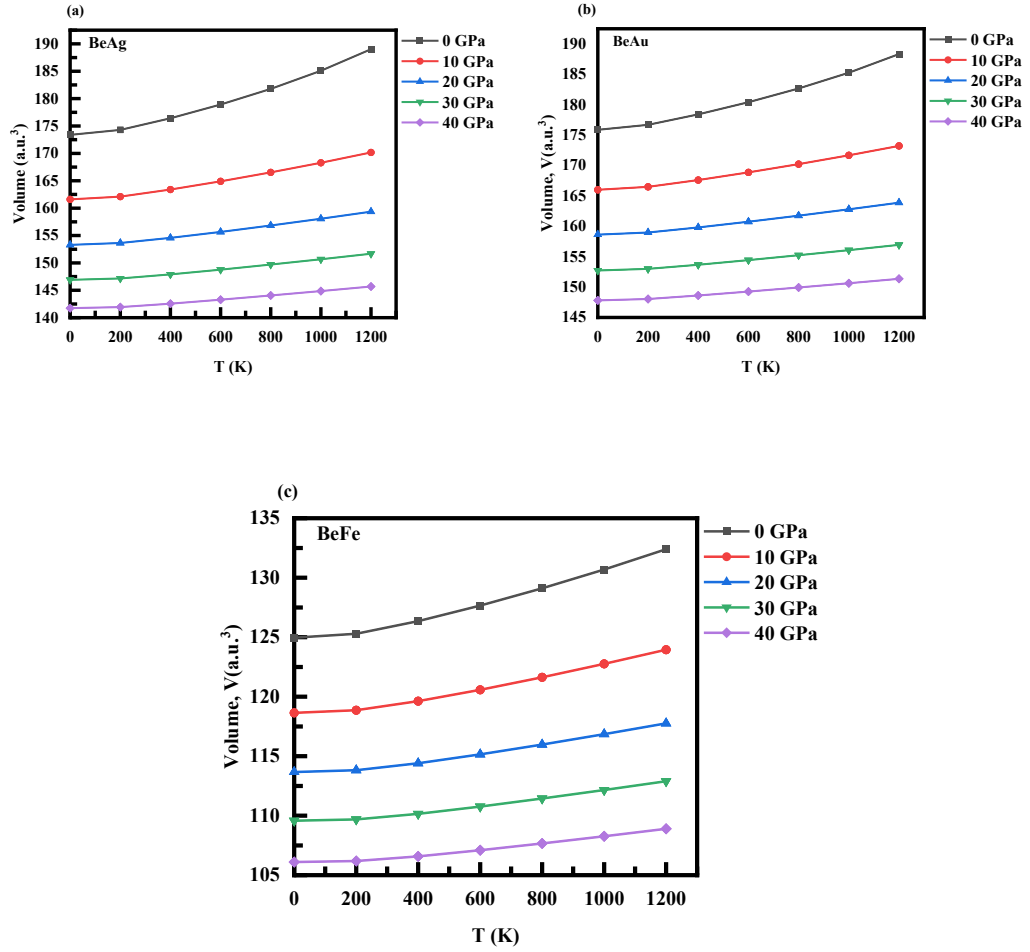 (a)
BeAg
Volume (a.u.³)
190
185
180
175
170
165
160
155
150
145
140
0 200 400 600 800 1000 1200
T (K)
0 GPa
10 GPa
20 GPa
30 GPa
40 GPa
(b)
BeAu
Volume, V(a.u.³)
190
185
180
175
170
165
160
155
150
145
0 200 400 600 800 1000 1200
T (K)
0 GPa
10 GPa
20 GPa
30 GPa
40 GPa
(c)
BeFe
Volume, V(a.u.³)
135
130
125
120
115
110
105
0 200 400 600 800 1000 1200
T (K)
0 GPa
10 GPa
20 GPa
30 GPa
40 GPa